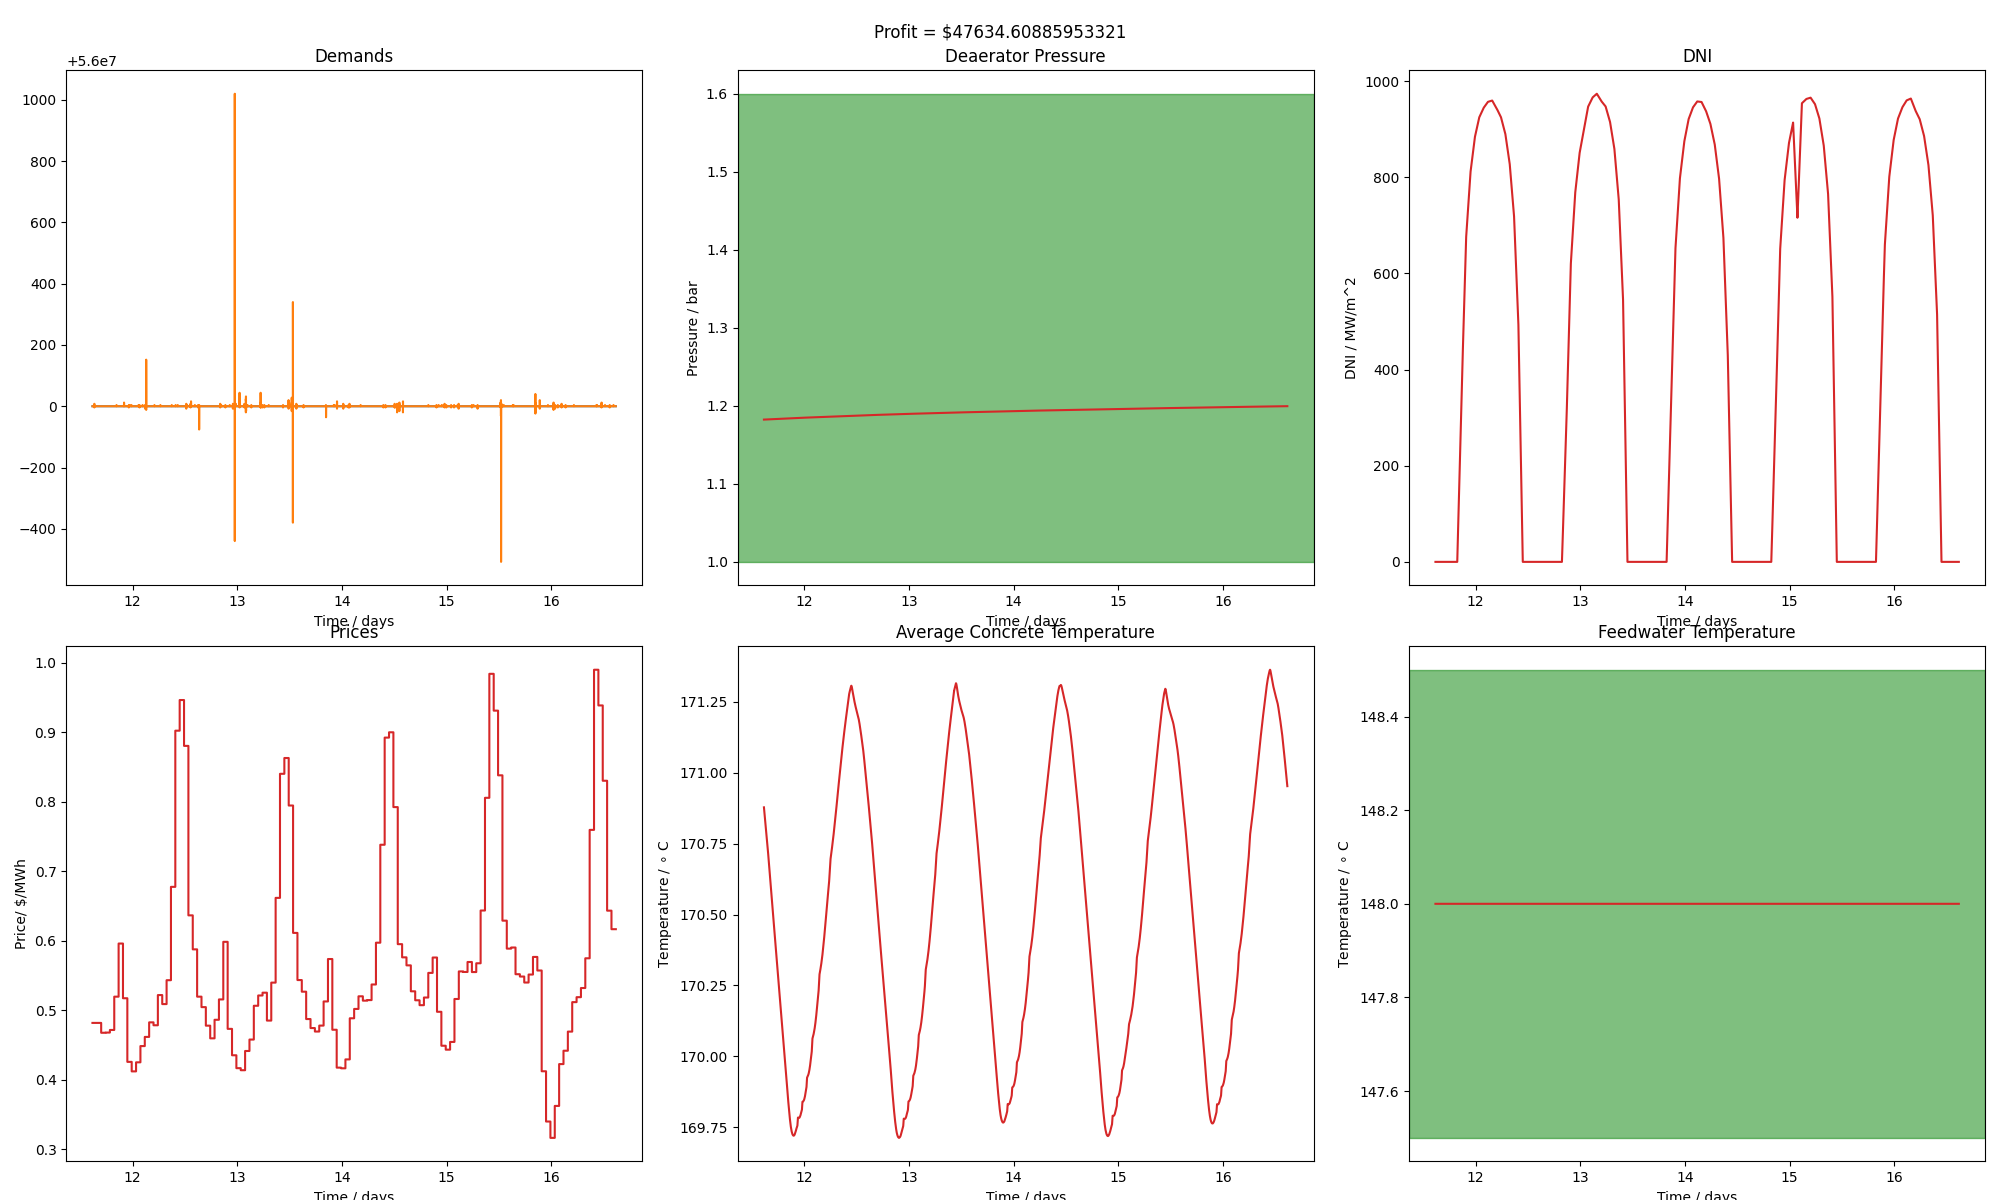 Profit = $47634.60885953321
Demands
+5.6e7
1000
800
600
400
200
0
−200
−400
12 13 14 15 16
Time / days
Deaerator Pressure
Pressure / bar
1.6
1.5
1.4
1.3
1.2
1.1
1.0
12 13 14 15 16
Time / days
DNI
DNI / MW/m^2
1000
800
600
400
200
0
12 13 14 15 16
Time / days
Prices
Price/ $/MWh
1.0
0.9
0.8
0.7
0.6
0.5
0.4
0.3
12 13 14 15 16
Time / days
Average Concrete Temperature
Temperature / ∘ C
171.25
171.00
170.75
170.50
170.25
170.00
169.75
12 13 14 15 16
Time / days
Feedwater Temperature
Temperature / ∘ C
148.4
148.2
148.0
147.8
147.6
12 13 14 15 16
Time / days